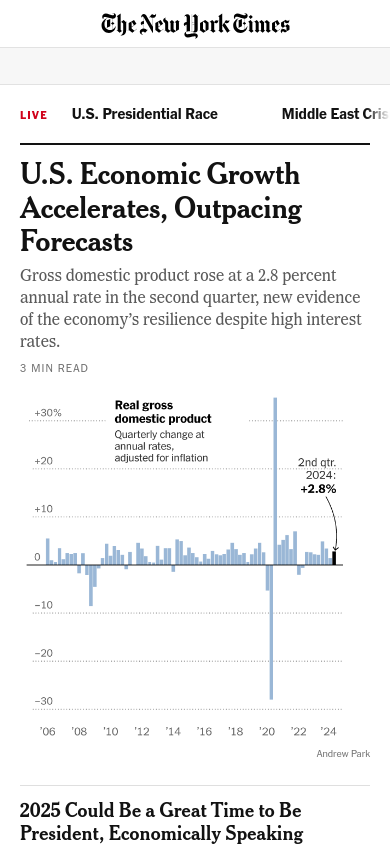 The New York Times
LIVE U.S. Presidential Race Middle East Cris
U.S. Economic Growth
Accelerates, Outpacing
Forecasts
Gross domestic product rose at a 2.8 percent
annual rate in the second quarter, new evidence
of the economy’s resilience despite high interest
rates.
3 MIN READ
Real gross
domestic product
Quarterly change at
annual rates,
adjusted for inflation
+30%
+20
+10
0
−10
−20
−30
2nd qtr.
2024:
+2.8%
’06 ’08 ’10 ’12 ’14 ’16 ’18 ’20 ’22 ’24
Andrew Park
2025 Could Be a Great Time to Be
President, Economically Speaking